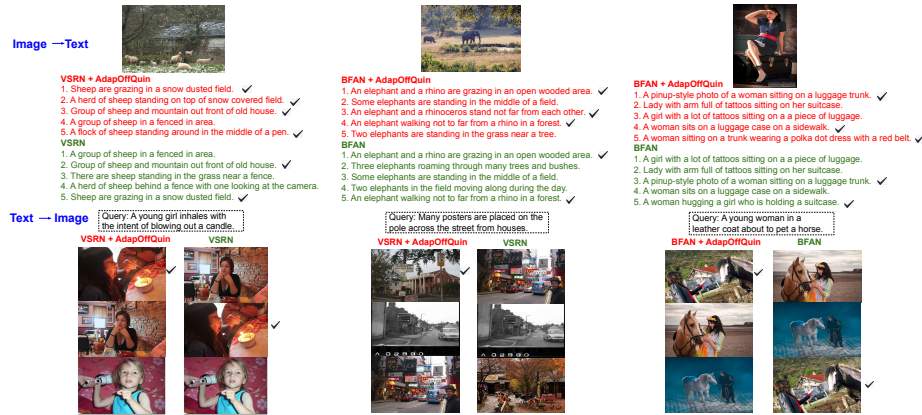 Image →Text
VSRN + AdapOffQuin
1. Sheep are grazing in a snow dusted field. ✓
2. A herd of sheep standing on top of snow covered field. ✓
3. Group of sheep and mountain out front of old house. ✓
4. A group of sheep in a fenced in area.
5. A flock of sheep standing around in the middle of a pen. ✓
VSRN
1. A group of sheep in a fenced in area.
2. Group of sheep and mountain out front of old house. ✓
3. There are sheep standing in the grass near a fence.
4. A herd of sheep behind a fence with one looking at the camera.
5. Sheep are grazing in a snow dusted field. ✓
BFAN + AdapOffQuin
1. An elephant and a rhino are grazing in an open wooded area. ✓
2. Some elephants are standing in the middle of a field.
3. An elephant and a rhinoceros stand not to far from each other. ✓
4. An elephant walking not to far from a rhino in a forest. ✓
5. Two elephants are standing in the grass near a tree.
BFAN
1. An elephant and a rhino are grazing in an open wooded area. ✓
2. Three elephants roaming through many trees and bushes.
3. Some elephants are standing in the middle of a field.
4. Two elephants in the field moving along during the day.
5. An elephant walking not to far from a rhino in a forest. ✓
BFAN + AdapOffQuin
1. A pinup-style photo of a woman sitting on a luggage trunk. ✓
2. Lady with arm full of tattoos sitting on her suitcase.
3. A girl with a lot of tattoos sitting on a a piece of luggage.
4. A woman sits on a luggage case on a sidewalk. ✓
5. A woman sitting on a trunk wearing a polka dot dress with a red belt. ✓
BFAN
1. A girl with a lot of tattoos sitting on a a piece of luggage.
2. Lady with arm full of tattoos sitting on her suitcase.
3. A pinup-style photo of a woman sitting on a luggage trunk. ✓
4. A woman sits on a luggage case on a sidewalk. ✓
5. A woman hugging a girl who is holding a suitcase. ✓
Text → Image
Query: A young girl inhales with
the intent of blowing out a candle.
VSRN + AdapOffQuin VSRN
Query: Many posters are placed on the
pole across the street from houses.
VSRN + AdapOffQuin VSRN
Query: A young woman in a
leather coat about to pet a horse.
BFAN + AdapOffQuin BFAN